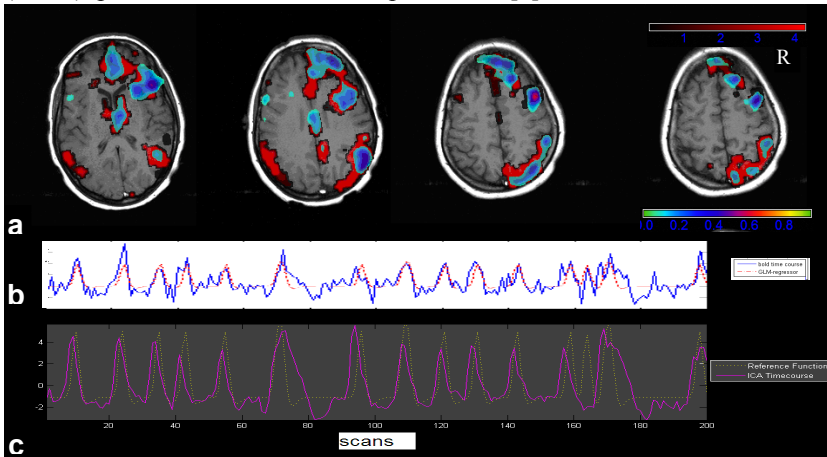 1 2 3 4
R
a
1.0 0.2 0.4 0.6 0.8
b
bold time course
GLM-regressor
4
2
0
-2
Reference Function
ICA Timecourse
20 40 60 80 100 120 140 160 180 200
scans
c